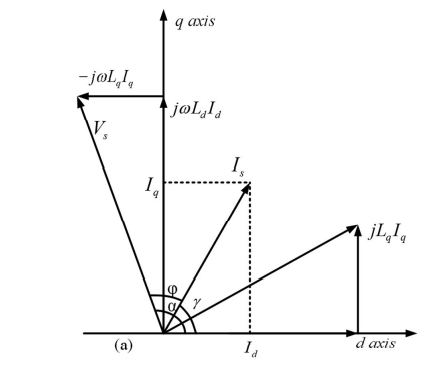 q axis
−jωL_qI_q
jωL_dI_d
V_s
I_s
I_q
jL_qI_q
φ
γ
α
(a)
I_d
d axis